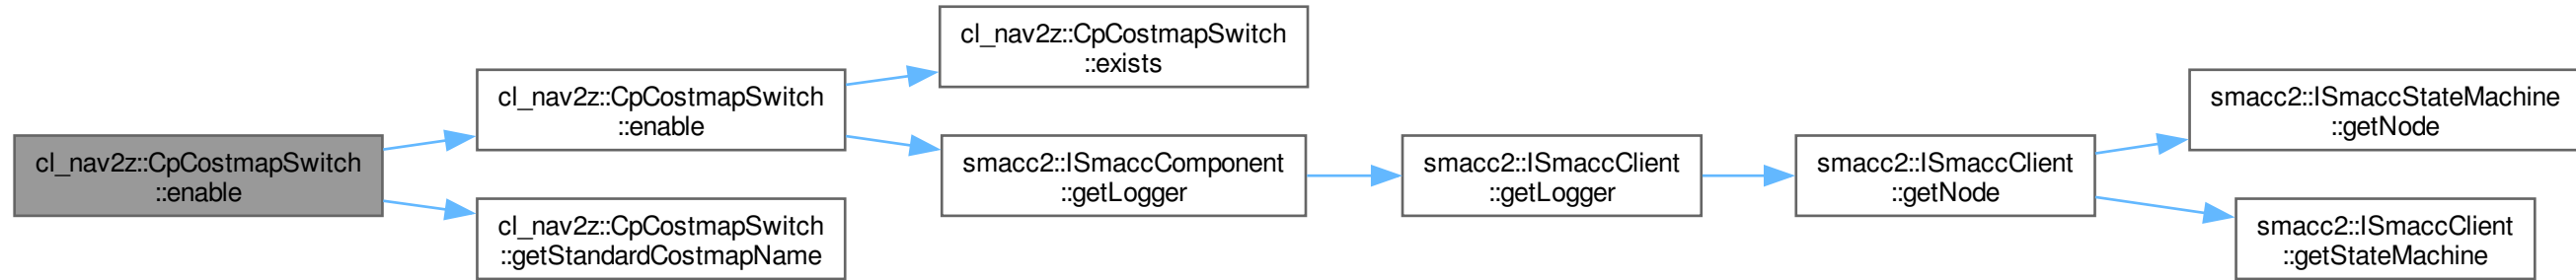 cl_nav2z::CpCostmapSwitch
::enable
cl_nav2z::CpCostmapSwitch
::enable
cl_nav2z::CpCostmapSwitch
::getStandardCostmapName
cl_nav2z::CpCostmapSwitch
::exists
smacc2::ISmaccComponent
::getLogger
smacc2::ISmaccClient
::getLogger
smacc2::ISmaccClient
::getNode
smacc2::ISmaccStateMachine
::getNode
smacc2::ISmaccClient
::getStateMachine